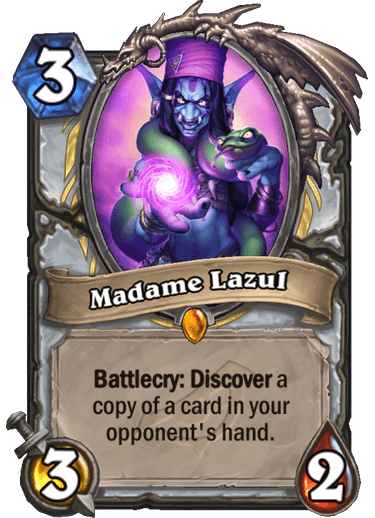 3
Madame Lazul
Battlecry: Discover a
copy of a card in your
opponent's hand.
3
2